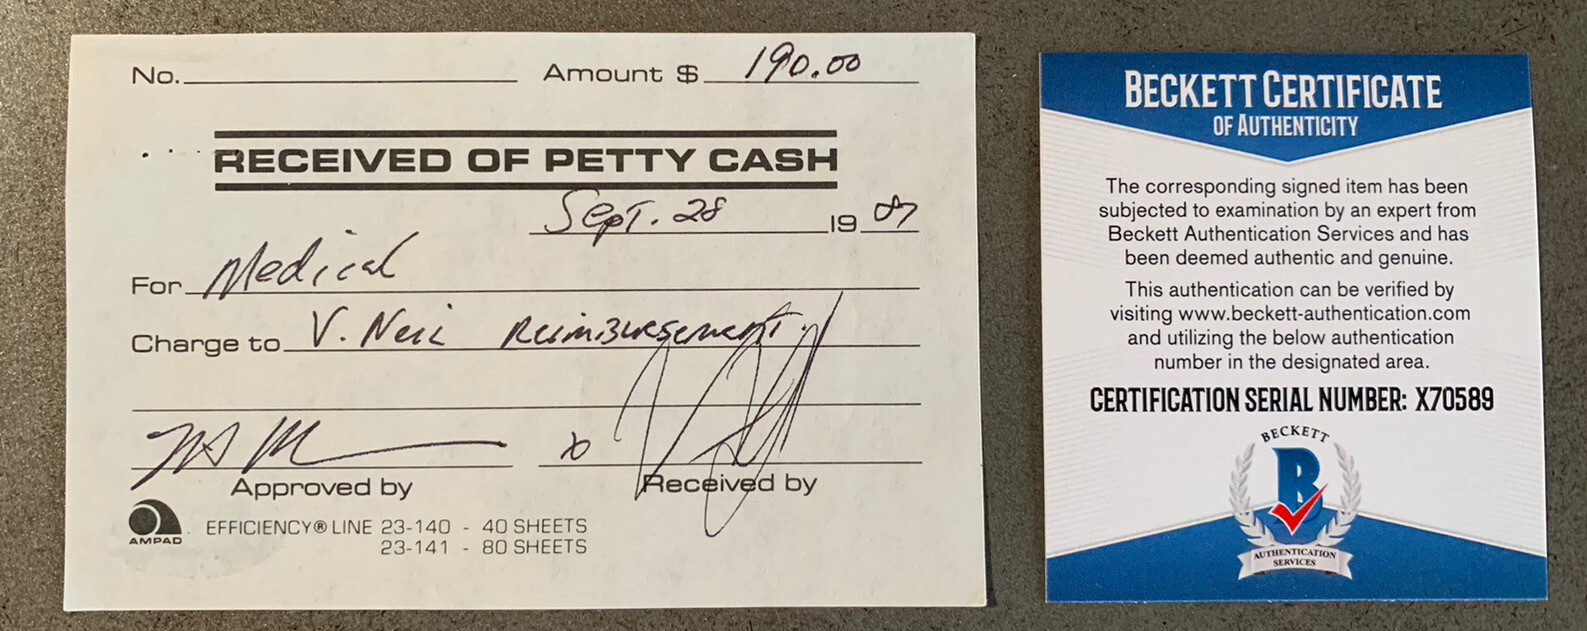 No. Amount $ 190.00
RECEIVED OF PETTY CASH
Sept. 28 19 87
For Medical
Charge to V. Neil Reimbursement.
x
Approved by Received by
AMPAD
EFFICIENCY® LINE 23-140 - 40 SHEETS
23-141 - 80 SHEETS
BECKETT CERTIFICATE
OF AUTHENTICITY
The corresponding signed item has been
subjected to examination by an expert from
Beckett Authentication Services and has
been deemed authentic and genuine.
This authentication can be verified by
visiting www.beckett-authentication.com
and utilizing the below authentication
number in the designated area.
CERTIFICATION SERIAL NUMBER: X70589
BECKETT
B
AUTHENTICATION
SERVICES